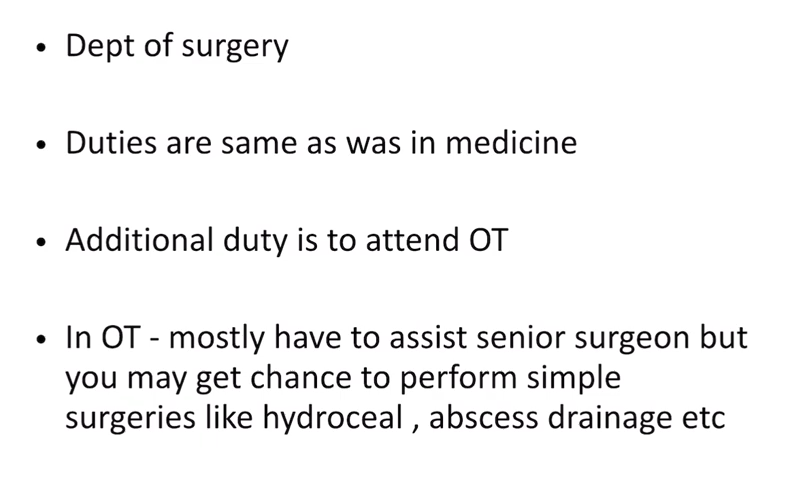 • Dept of surgery
• Duties are same as was in medicine
• Additional duty is to attend OT
• In OT - mostly have to assist senior surgeon but
you may get chance to perform simple
surgeries like hydroceal , abscess drainage etc